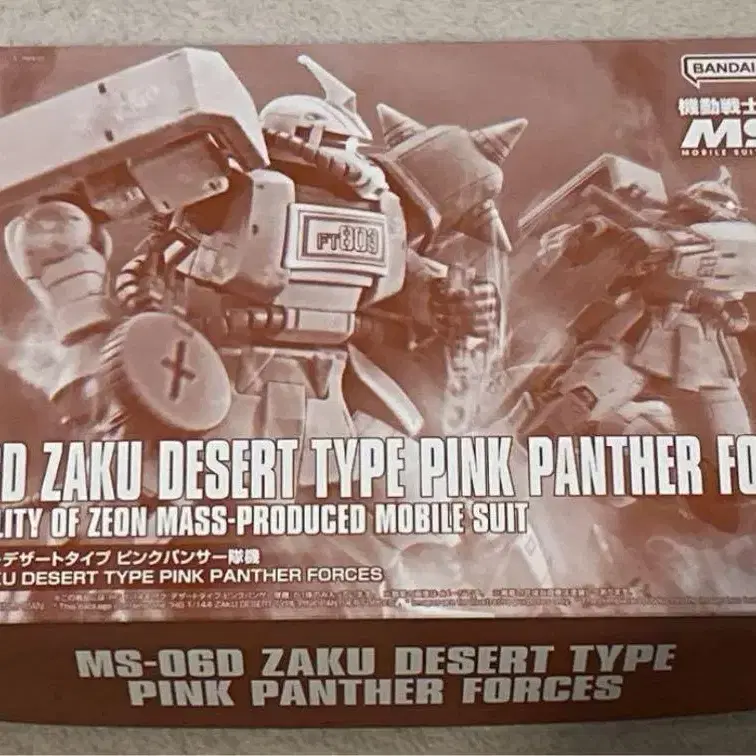 BANDAI
機動戦士
MS
MOBILE SUI
FT803
D ZAKU DESERT TYPE PINK PANTHER FO
LITY OF ZEON MASS-PRODUCED MOBILE SUIT
デザートタイプ ピンクパンサー隊機
KU DESERT TYPE PINK PANTHER FORCES
MS-06D ZAKU DESERT TYPE
PINK PANTHER FORCES